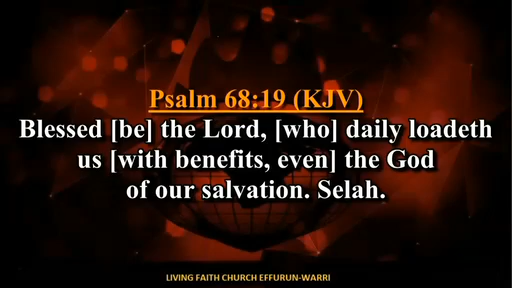 Psalm 68:19 (KJV)
Blessed [be] the Lord, [who] daily loadeth
us [with benefits, even] the God
of our salvation. Selah.
LIVING FAITH CHURCH EFFURUN-WARRI